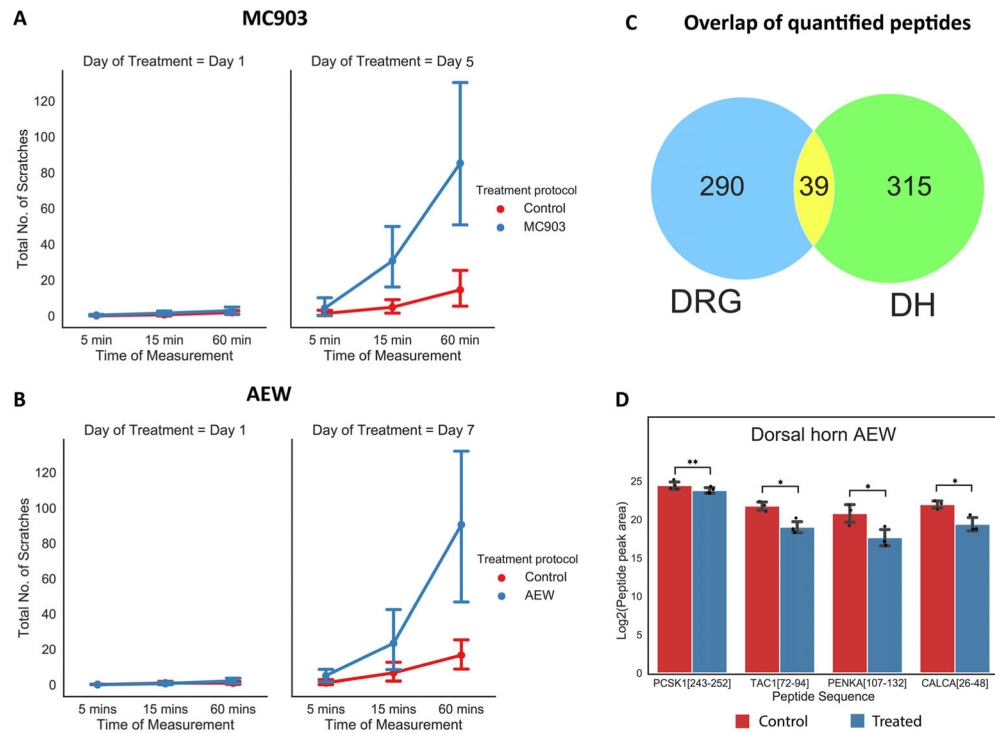 A
MC903
Day of Treatment = Day 1
Day of Treatment = Day 5
Total No. of Scratches
120
100
80
60
40
20
0
5 min
15 min
60 min
Time of Measurement
5 min
15 min
60 min
Time of Measurement
Treatment protocol
Control
MC903
B
AEW
Day of Treatment = Day 1
Day of Treatment = Day 7
Total No. of Scratches
120
100
80
60
40
20
0
5 mins
15 mins
60 mins
Time of Measurement
5 mins
15 mins
60 mins
Time of Measurement
Treatment protocol
Control
AEW
C
Overlap of quantified peptides
290
39
315
DRG
DH
D
Dorsal horn AEW
Log2(Peptide peak area)
25
20
15
10
5
0
**
*
*
*
PCSK1[243-252]
TAC1[72-94]
PENKA[107-132]
CALCA[26-48]
Peptide Sequence
Control
Treated